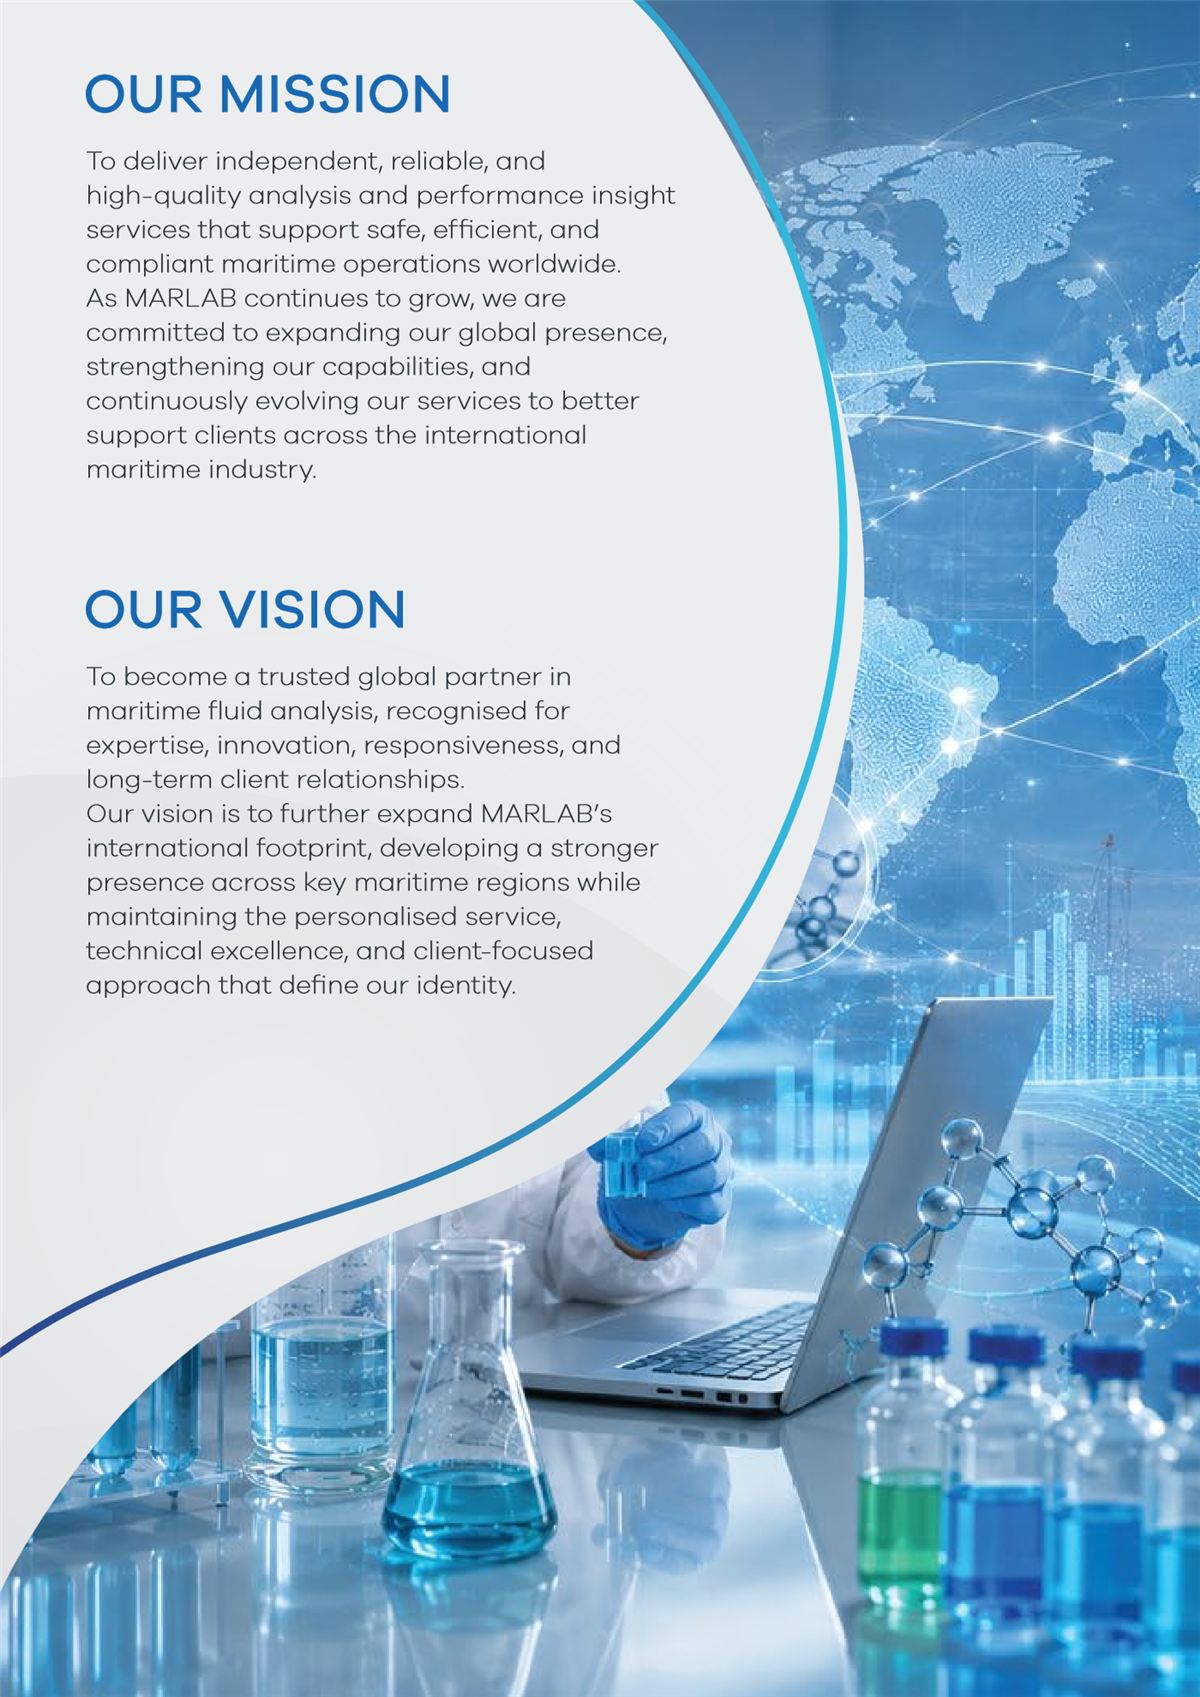 OUR MISSION
To deliver independent, reliable, and
high-quality analysis and performance insight
services that support safe, efficient, and
compliant maritime operations worldwide.
As MARLAB continues to grow, we are
committed to expanding our global presence,
strengthening our capabilities, and
continuously evolving our services to better
support clients across the international
maritime industry.
OUR VISION
To become a trusted global partner in
maritime fluid analysis, recognised for
expertise, innovation, responsiveness, and
long-term client relationships.
Our vision is to further expand MARLAB’s
international footprint, developing a stronger
presence across key maritime regions while
maintaining the personalised service,
technical excellence, and client-focused
approach that define our identity.